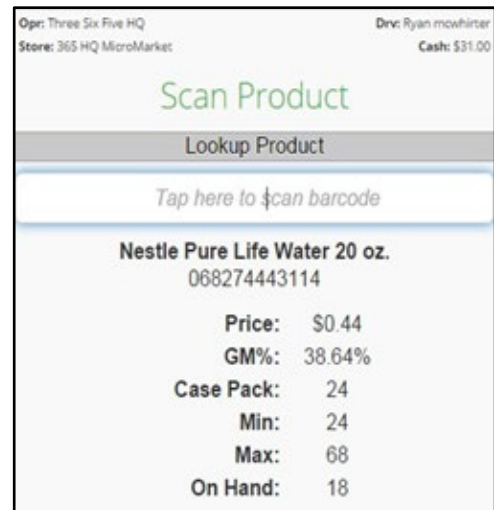 Opr: Three Six Five HQ Drv: Ryan mcwhirter
Store: 365 HQ MicroMarket Cash: $31.00
Scan Product
Lookup Product
Tap here to scan barcode
Nestle Pure Life Water 20 oz.
068274443114
Price: $0.44
GM%: 38.64%
Case Pack: 24
Min: 24
Max: 68
On Hand: 18